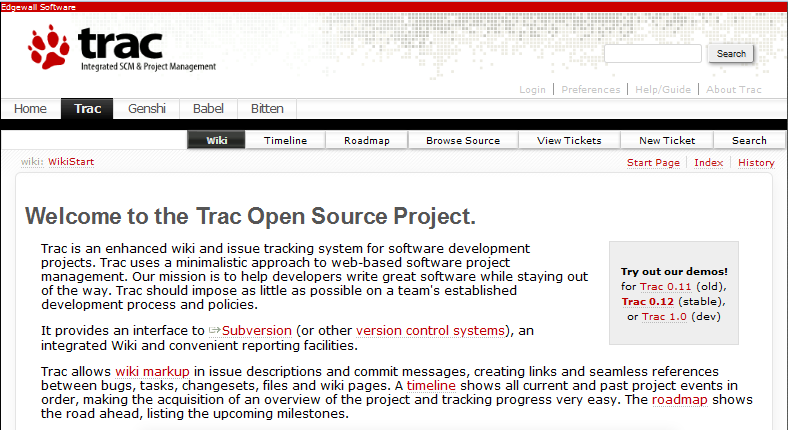 Edgewall Software
trac
Integrated SCM & Project Management
Search
Login Preferences Help/Guide About Trac
Home Trac Genshi Babel Bitten
Wiki Timeline Roadmap Browse Source View Tickets New Ticket Search
wiki: WikiStart
Start Page Index History
Welcome to the Trac Open Source Project.
Trac is an enhanced wiki and issue tracking system for software development
projects. Trac uses a minimalistic approach to web-based software project
management. Our mission is to help developers write great software while staying out
of the way. Trac should impose as little as possible on a team's established
development process and policies.
Try out our demos!
for Trac 0.11 (old),
Trac 0.12 (stable),
or Trac 1.0 (dev)
It provides an interface to Subversion (or other version control systems), an
integrated Wiki and convenient reporting facilities.
Trac allows wiki markup in issue descriptions and commit messages, creating links and seamless references
between bugs, tasks, changesets, files and wiki pages. A timeline shows all current and past project events in
order, making the acquisition of an overview of the project and tracking progress very easy. The roadmap shows
the road ahead, listing the upcoming milestones.